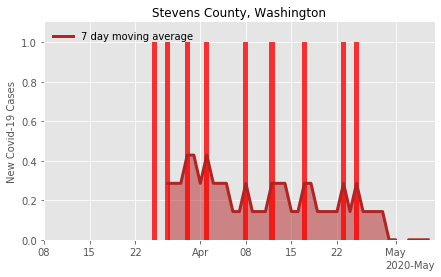 Stevens County, Washington
7 day moving average
New Covid-19 Cases
1.0
0.8
0.6
0.4
0.2
0.0
08 15 22 Apr 08 15 22 May
2020-May